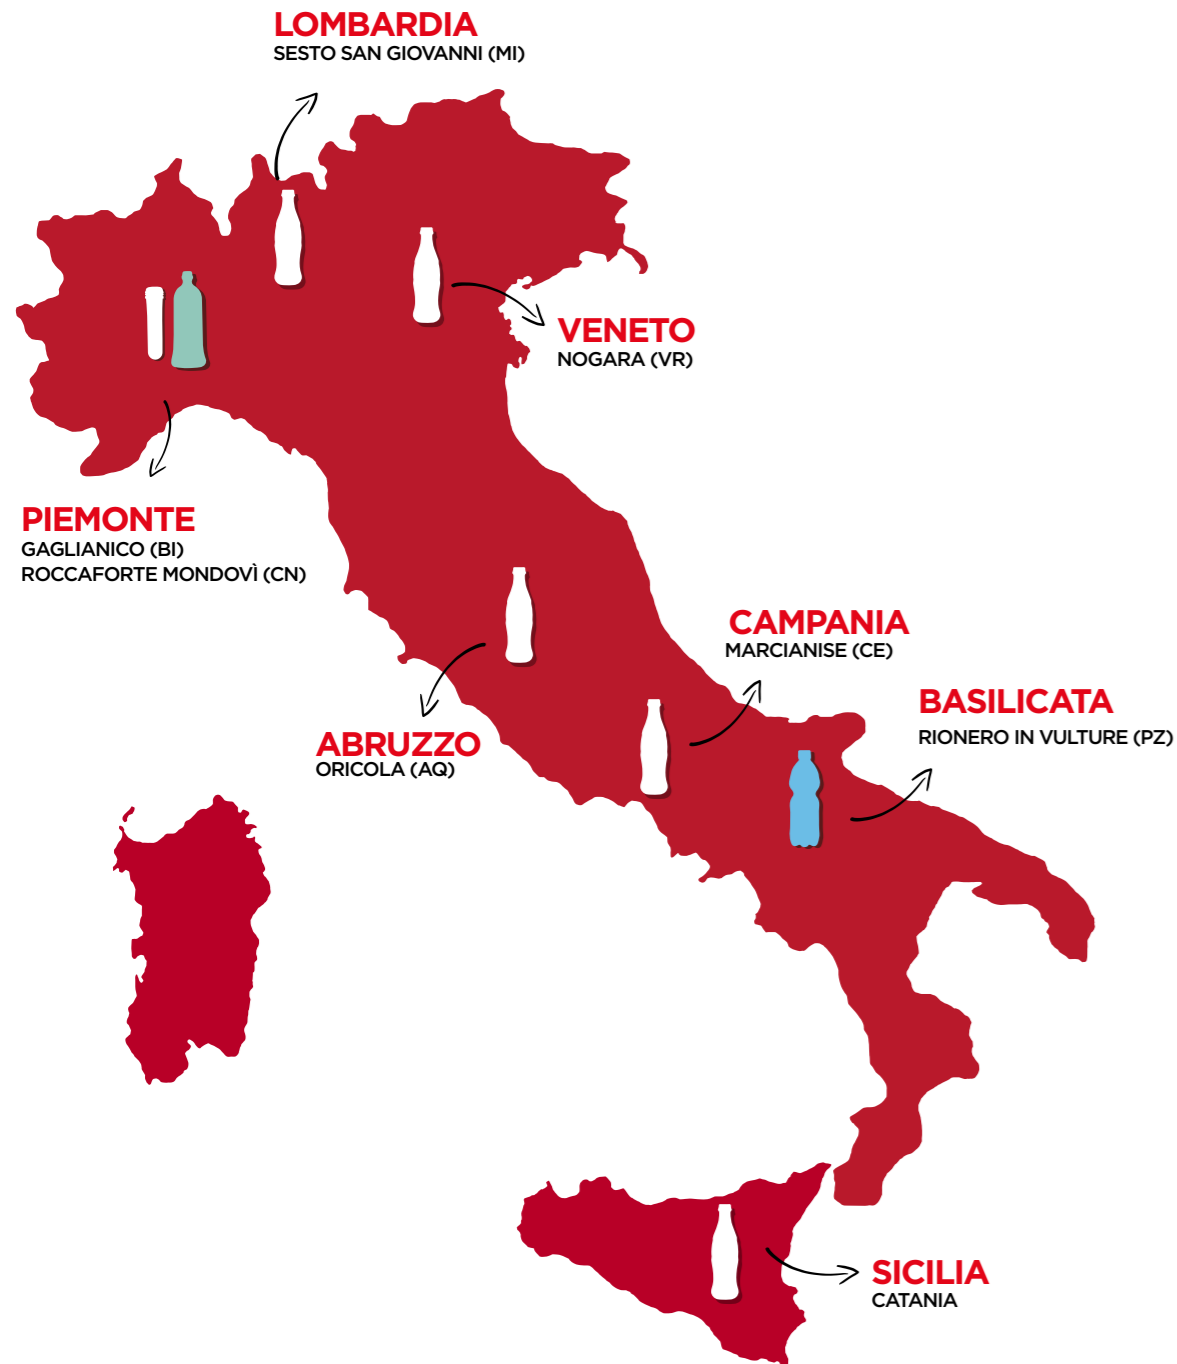 LOMBARDIA
SESTO SAN GIOVANNI (MI)
VENETO
NOGARA (VR)
PIEMONTE
GAGLIANICO (BI)
ROCCAFORTE MONDOVÌ (CN)
CAMPANIA
MARCIANISE (CE)
BASILICATA
RIONERO IN VULTURE (PZ)
ABRUZZO
ORICOLA (AQ)
SICILIA
CATANIA